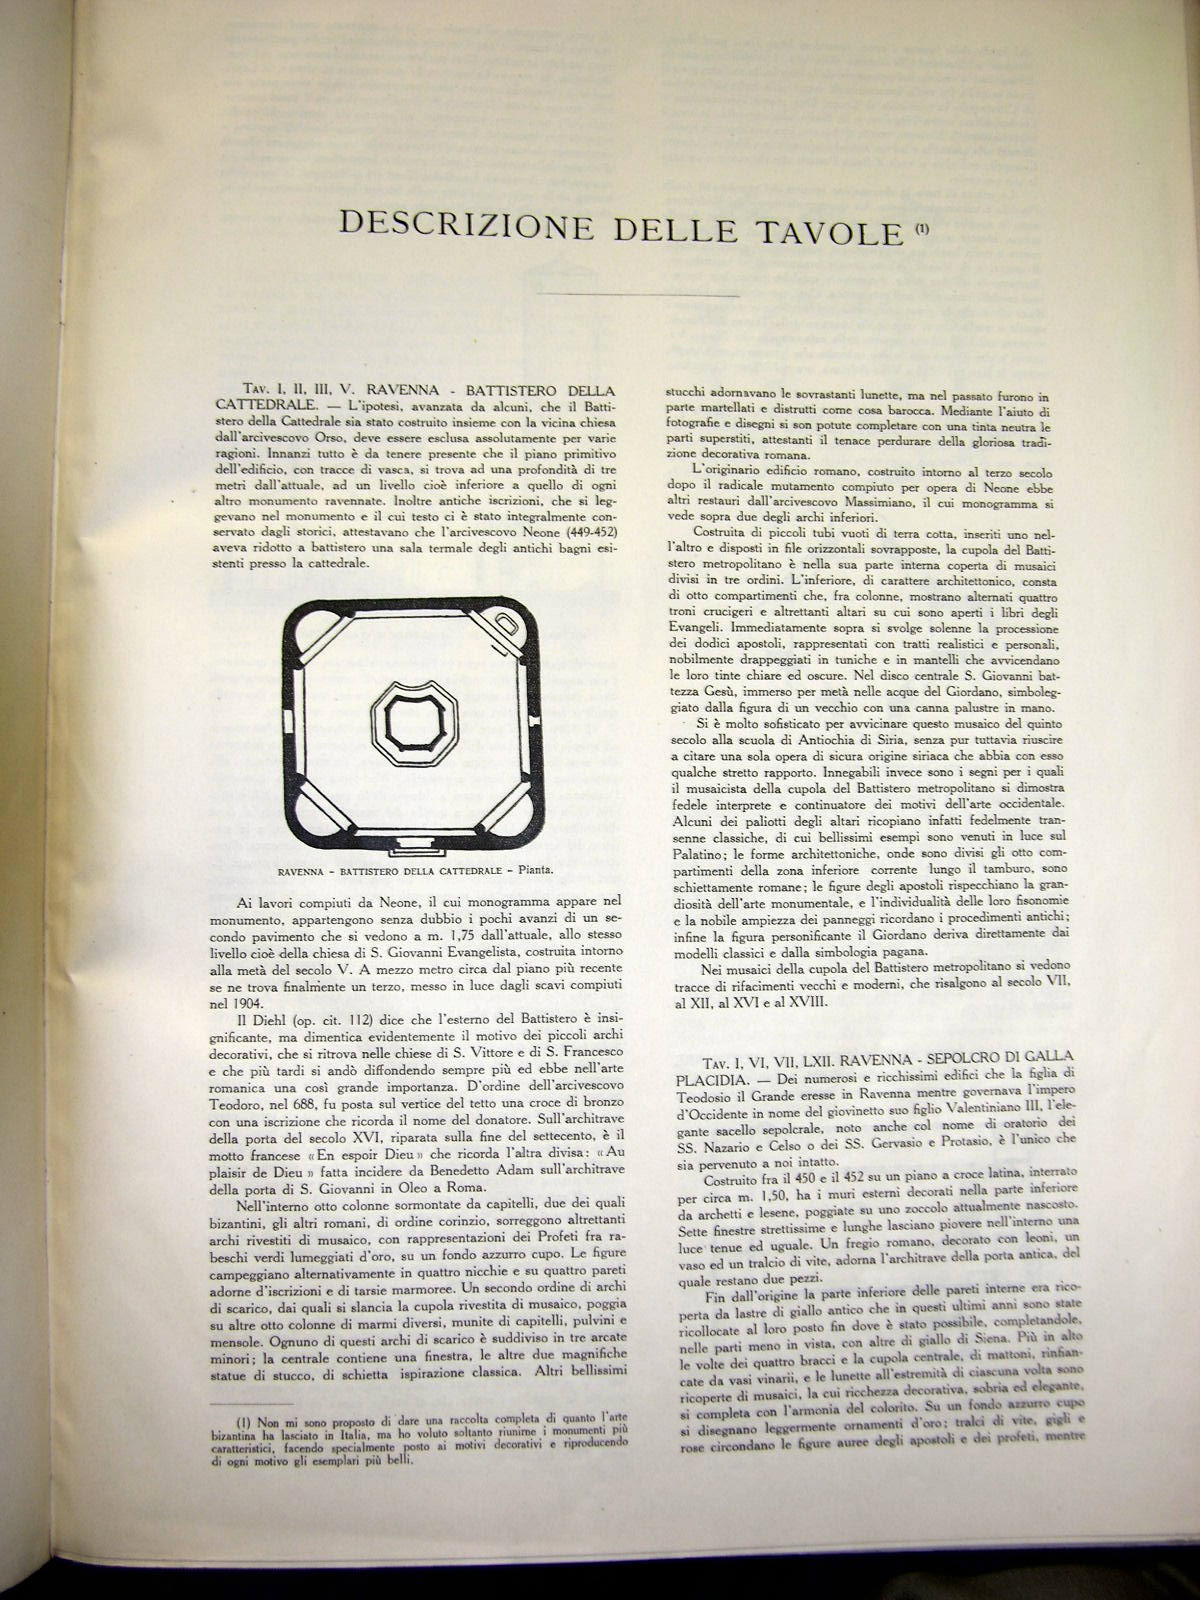 DESCRIZIONE DELLE TAVOLE (1)
Tav. I, II, III, V. RAVENNA - BATTISTERO DELLA
CATTEDRALE. — L'ipotesi, avanzata da alcuni, che il Batti-
stero della Cattedrale sia stato costruito insieme con la vicina chiesa
dall'arcivescovo Orso, deve essere esclusa assolutamente per varie
ragioni. Innanzi tutto è da tenere presente che il piano primitivo
dell'edificio, con tracce di vasca, si trova ad una profondità di tre
metri dall'attuale, ad un livello cioè inferiore a quello di ogni
altro monumento ravennate. Inoltre antiche iscrizioni, che si leg-
gevano nel monumento e il cui testo ci è stato integralmente con-
servato dagli storici, attestavano che l'arcivescovo Neone (449-452)
aveva ridotto a battistero una sala termale degli antichi bagni esi-
stenti presso la cattedrale.
RAVENNA - BATTISTERO DELLA CATTEDRALE - Pianta.
Ai lavori compiuti da Neone, il cui monogramma appare nel
monumento, appartengono senza dubbio i pochi avanzi di un se-
condo pavimento che si vedono a m. 1,75 dall'attuale, allo stesso
livello cioè della chiesa di S. Giovanni Evangelista, costruita intorno
alla metà del secolo V. A mezzo metro circa dal piano più recente
se ne trova finalmente un terzo, messo in luce dagli scavi compiuti
nel 1904.
Il Diehl (op. cit. 112) dice che l'esterno del Battistero è insi-
gnificante, ma dimentica evidentemente il motivo dei piccoli archi
decorativi, che si ritrova nelle chiese di S. Vittore e di S. Francesco
e che più tardi si andò diffondendo sempre più ed ebbe nell'arte
romanica una così grande importanza. D'ordine dell'arcivescovo
Teodoro, nel 688, fu posta sul vertice del tetto una croce di bronzo
con una iscrizione che ricorda il nome del donatore. Sull'architrave
della porta del secolo XVI, riparata sulla fine del settecento, è il
motto francese «En espoir Dieu» che ricorda l'altra divisa: «Au
plaisir de Dieu» fatta incidere da Benedetto Adam sull'architrave
della porta di S. Giovanni in Oleo a Roma.
Nell'interno otto colonne sormontate da capitelli, due dei quali
bizantini, gli altri romani, di ordine corinzio, sorreggono altrettanti
archi rivestiti di musaico, con rappresentazioni dei Profeti fra ra-
beschi verdi lumeggiati d'oro, su un fondo azzurro cupo. Le figure
campeggiano alternativamente in quattro nicchie e su quattro pareti
adorne d'iscrizioni e di tarsie marmoree. Un secondo ordine di archi
di scarico, dai quali si slancia la cupola rivestita di musaico, poggia
su altre otto colonne di marmi diversi, munite di capitelli, pulvini e
mensole. Ognuno di questi archi di scarico è suddiviso in tre arcate
minori; la centrale contiene una finestra, le altre due magnifiche
statue di stucco, di schietta ispirazione classica. Altri bellissimi
(1) Non mi sono proposto di dare una raccolta completa di quanto l'arte
bizantina ha lasciato in Italia, ma ho voluto soltanto riunirne i monumenti più
caratteristici, facendo specialmente posto ai motivi decorativi e riproducendo
di ogni motivo gli esemplari più belli.
stucchi adornavano le sovrastanti lunette, ma nel passato furono in
parte martellati e distrutti come cosa barocca. Mediante l'aiuto di
fotografie e disegni si son potute completare con una tinta neutra le
parti superstiti, attestanti il tenace perdurare della gloriosa tradi-
zione decorativa romana.
L'originario edificio romano, costruito intorno al terzo secolo
dopo il radicale mutamento compiuto per opera di Neone ebbe
altri restauri dall'arcivescovo Massimiano, il cui monogramma si
vede sopra due degli archi inferiori.
Costruita di piccoli tubi vuoti di terra cotta, inseriti uno nel-
l'altro e disposti in file orizzontali sovrapposte, la cupola del Batti-
stero metropolitano è nella sua parte interna coperta di musaici
divisi in tre ordini. L'inferiore, di carattere architettonico, consta
di otto compartimenti che, fra colonne, mostrano alternati quattro
troni crucigeri e altrettanti altari su cui sono aperti i libri degli
Evangeli. Immediatamente sopra si svolge solenne la processione
dei dodici apostoli, rappresentati con tratti realistici e personali,
nobilmente drappeggiati in tuniche e in mantelli che avvicendano
le loro tinte chiare ed oscure. Nel disco centrale S. Giovanni bat-
tezza Gesù, immerso per metà nelle acque del Giordano, simboleg-
giato dalla figura di un vecchio con una canna palustre in mano.
Si è molto sofisticato per avvicinare questo musaico del quinto
secolo alla scuola di Antiochia di Siria, senza pur tuttavia riuscire
a citare una sola opera di sicura origine siriaca che abbia con esso
qualche stretto rapporto. Innegabili invece sono i segni per i quali
il musaicista della cupola del Battistero metropolitano si dimostra
fedele interprete e continuatore dei motivi dell'arte occidentale.
Alcuni dei paliotti degli altari ricopiano infatti fedelmente tran-
senne classiche, di cui bellissimi esempi sono venuti in luce sul
Palatino; le forme architettoniche, onde sono divisi gli otto com-
partimenti della zona inferiore corrente lungo il tamburo, sono
schiettamente romane; le figure degli apostoli rispecchiano la gran-
diosità dell'arte monumentale, e l'individualità delle loro fisonomie
e la nobile ampiezza dei panneggi ricordano i procedimenti antichi;
infine la figura personificante il Giordano deriva direttamente dai
modelli classici e dalla simbologia pagana.
Nei musaici della cupola del Battistero metropolitano si vedono
tracce di rifacimenti vecchi e moderni, che risalgono al secolo VII,
al XII, al XVI e al XVIII.
Tav. I, VI, VII, LXII. RAVENNA - SEPOLCRO DI GALLA
PLACIDIA. — Dei numerosi e ricchissimi edifici che la figlia di
Teodosio il Grande eresse in Ravenna mentre governava l'impero
d'Occidente in nome del giovinetto suo figlio Valentiniano III, l'ele-
gante sacello sepolcrale, noto anche col nome di oratorio dei
SS. Nazario e Celso o dei SS. Gervasio e Protasio, è l'unico che
sia pervenuto a noi intatto.
Costruito fra il 450 e il 452 su un piano a croce latina, interrato
per circa m. 1,50, ha i muri esterni decorati nella parte inferiore
da archetti e lesene, poggiate su uno zoccolo attualmente nascosto.
Sette finestre strettissime e lunghe lasciano piovere nell'interno una
luce tenue ed uguale. Un fregio romano, decorato con leoni, un
vaso ed un tralcio di vite, adorna l'architrave della porta antica, del
quale restano due pezzi.
Fin dall'origine la parte inferiore delle pareti interne era rico-
perta da lastre di giallo antico che in questi ultimi anni sono state
ricollocate al loro posto fin dove è stato possibile, completandole,
nelle parti meno in vista, con altre di giallo di Siena. Più in alto
le volte dei quattro bracci e la cupola centrale, di mattoni, rinfian-
cate da vasi vinarii, e le lunette all'estremità di ciascuna volta sono
ricoperte di musaici, la cui ricchezza decorativa, sobria ed elegante,
si completa con l'armonia del colorito. Su un fondo azzurro cupo
si disegnano leggermente ornamenti d'oro; tralci di vite, gigli e
rose circondano le figure auree degli apostoli e dei profeti, mentre